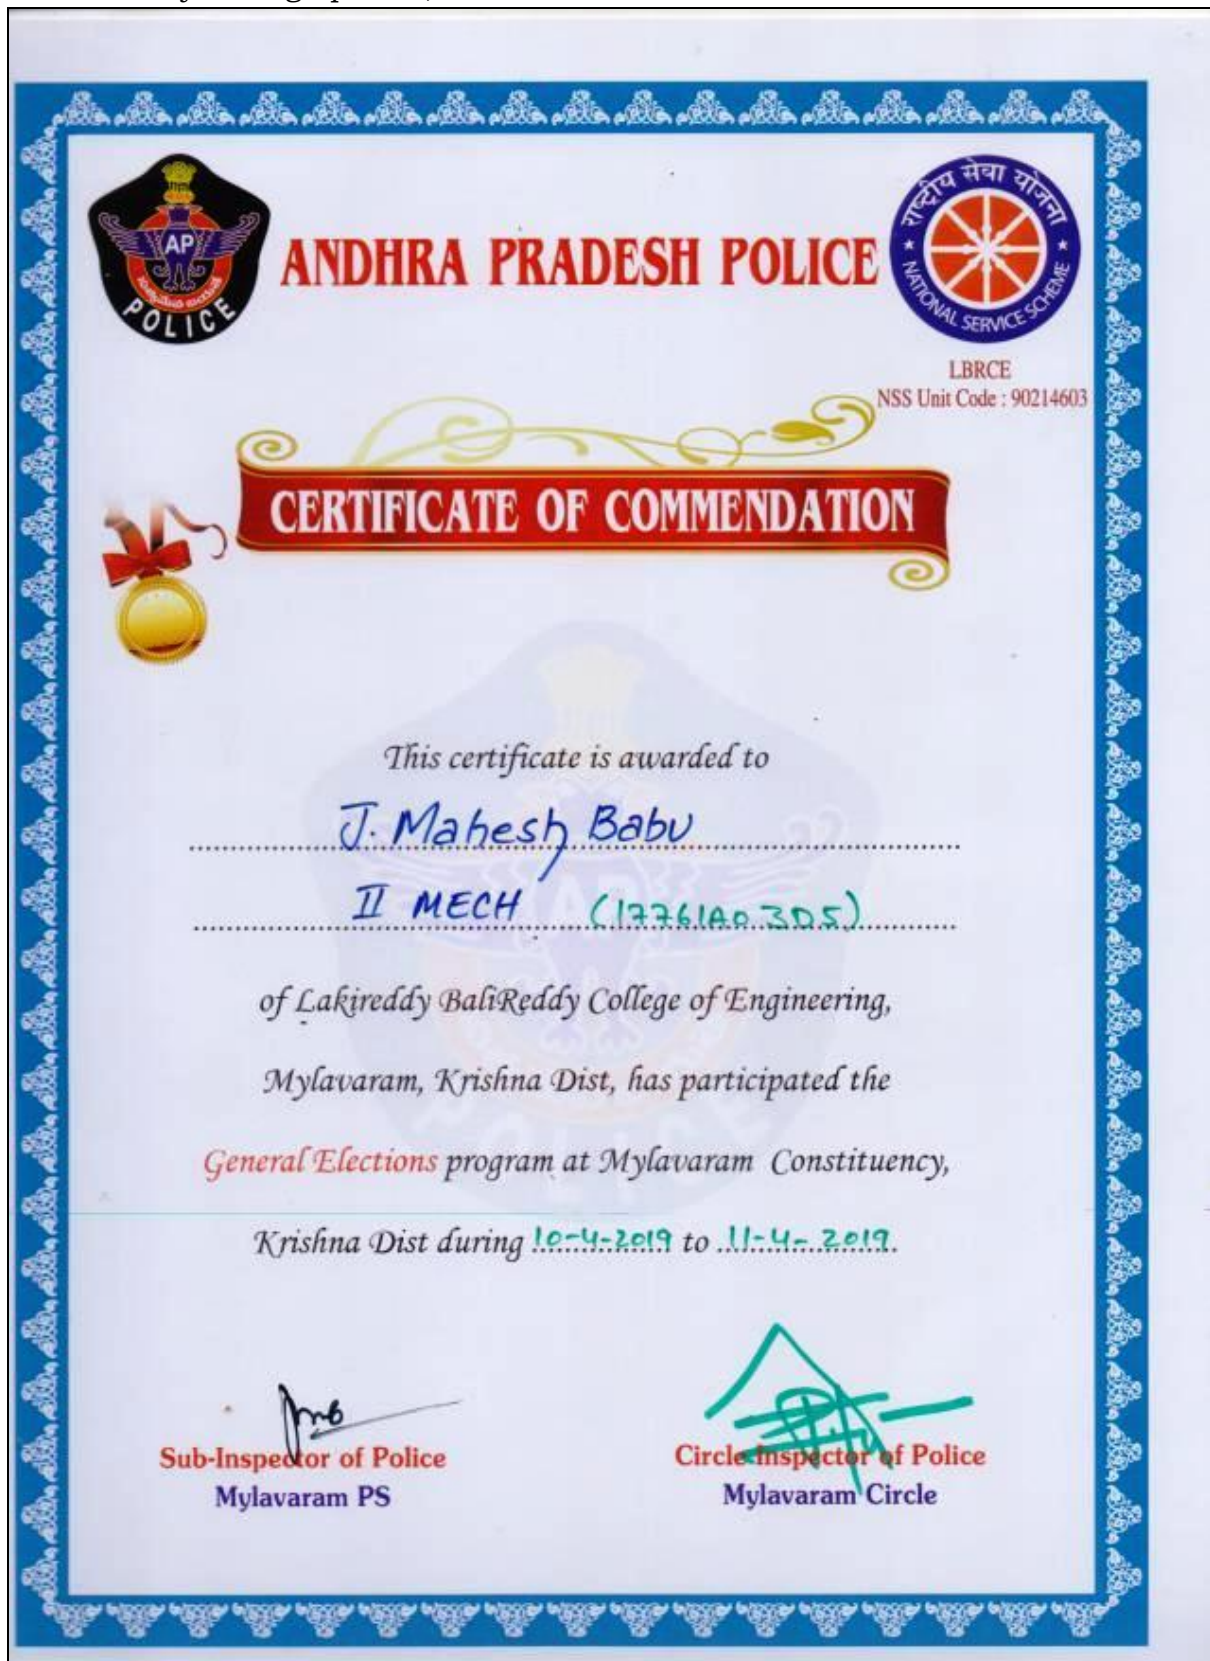 AP
POLICE
ANDHRA PRADESH POLICE
राष्ट्रीय सेवा योजना
NATIONAL SERVICE SCHEME
LBRCE
NSS Unit Code : 90214603
CERTIFICATE OF COMMENDATION
This certificate is awarded to
J. Mahesh Babu
II MECH (17761A03D5)
of Lakireddy BaliReddy College of Engineering,
Mylavaram, Krishna Dist, has participated the
General Elections program at Mylavaram Constituency,
Krishna Dist during 10-4-2019 to 11-4-2019.
Sub-Inspector of Police
Mylavaram PS
Circle Inspector of Police
Mylavaram Circle